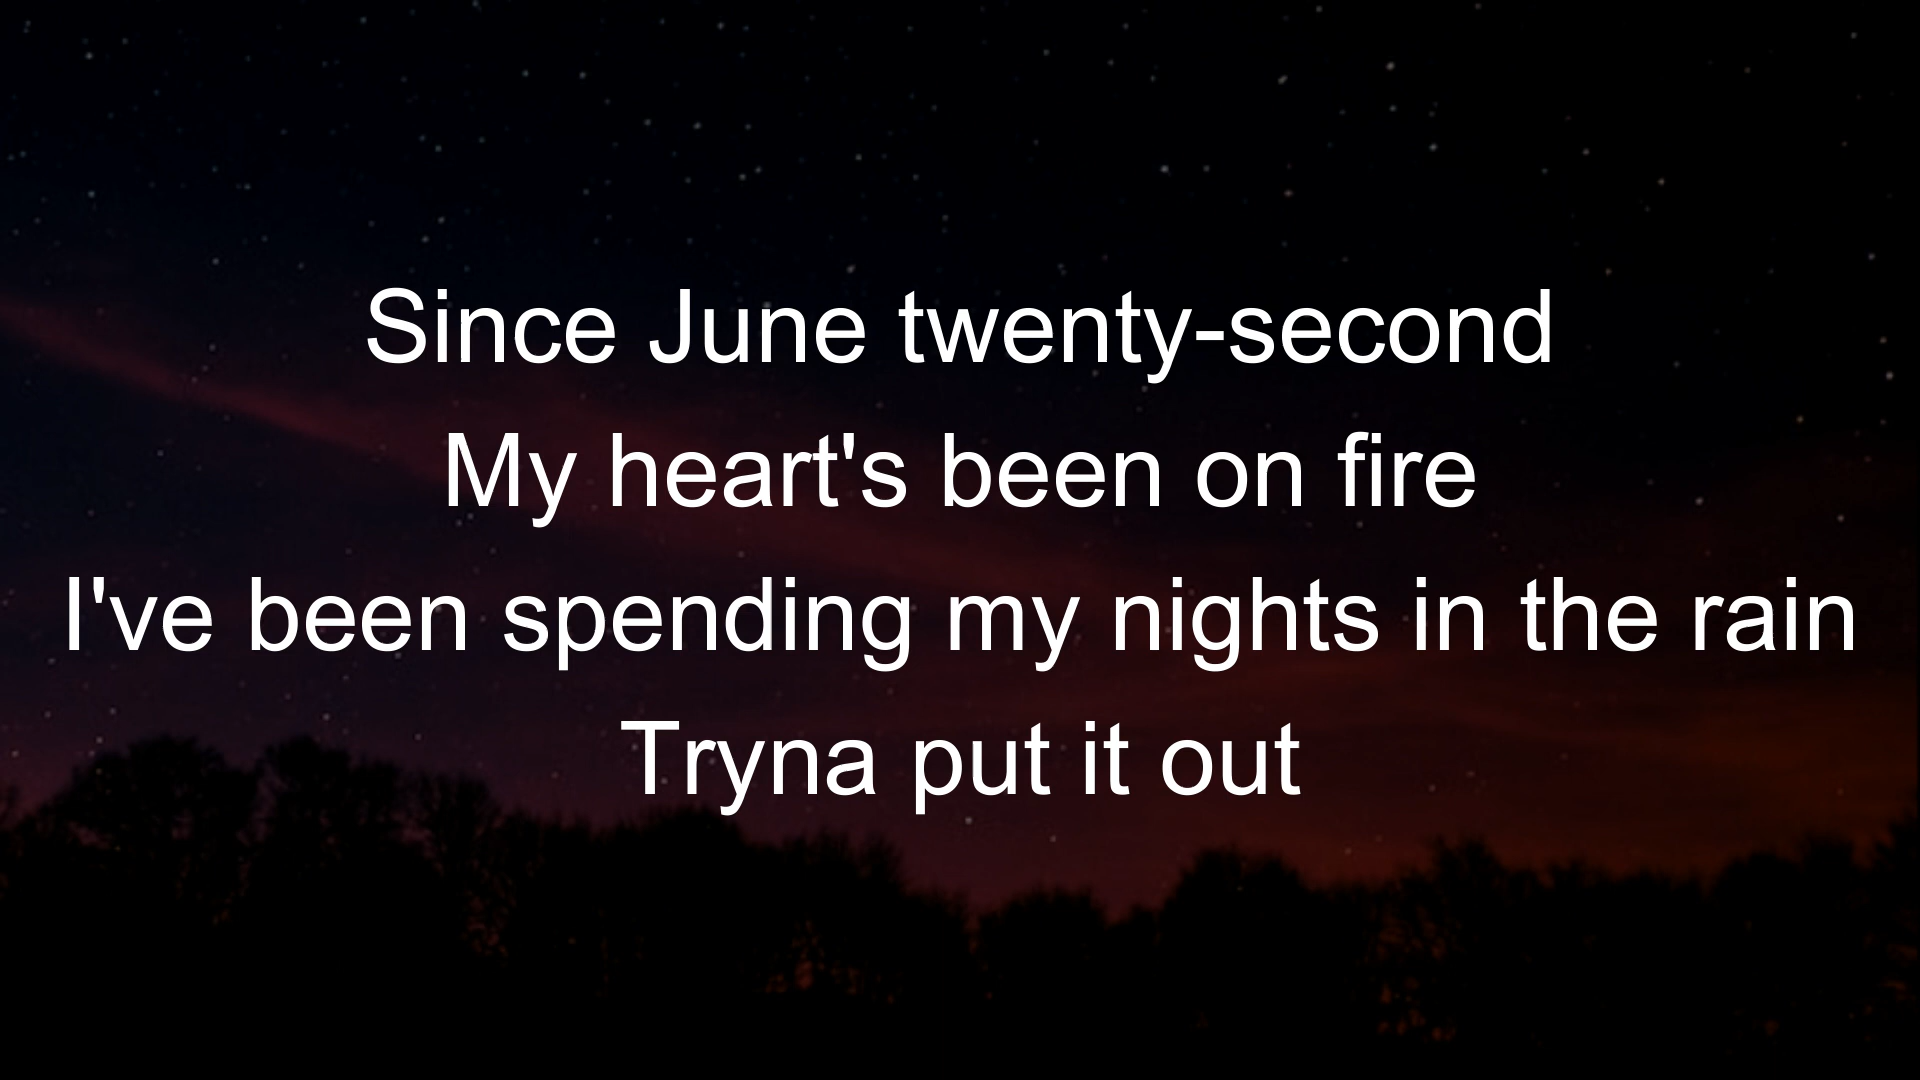 Since June twenty-second
My heart's been on fire
I've been spending my nights in the rain
Tryna put it out